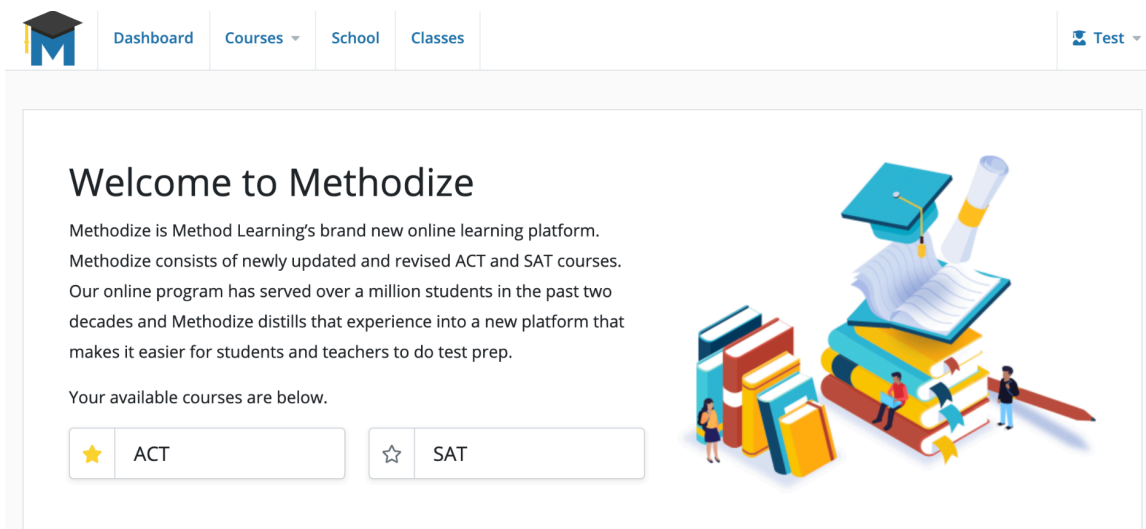 M
Dashboard Courses School Classes Test
Welcome to Methodize
Methodize is Method Learning’s brand new online learning platform.
Methodize consists of newly updated and revised ACT and SAT courses.
Our online program has served over a million students in the past two
decades and Methodize distills that experience into a new platform that
makes it easier for students and teachers to do test prep.
Your available courses are below.
ACT SAT